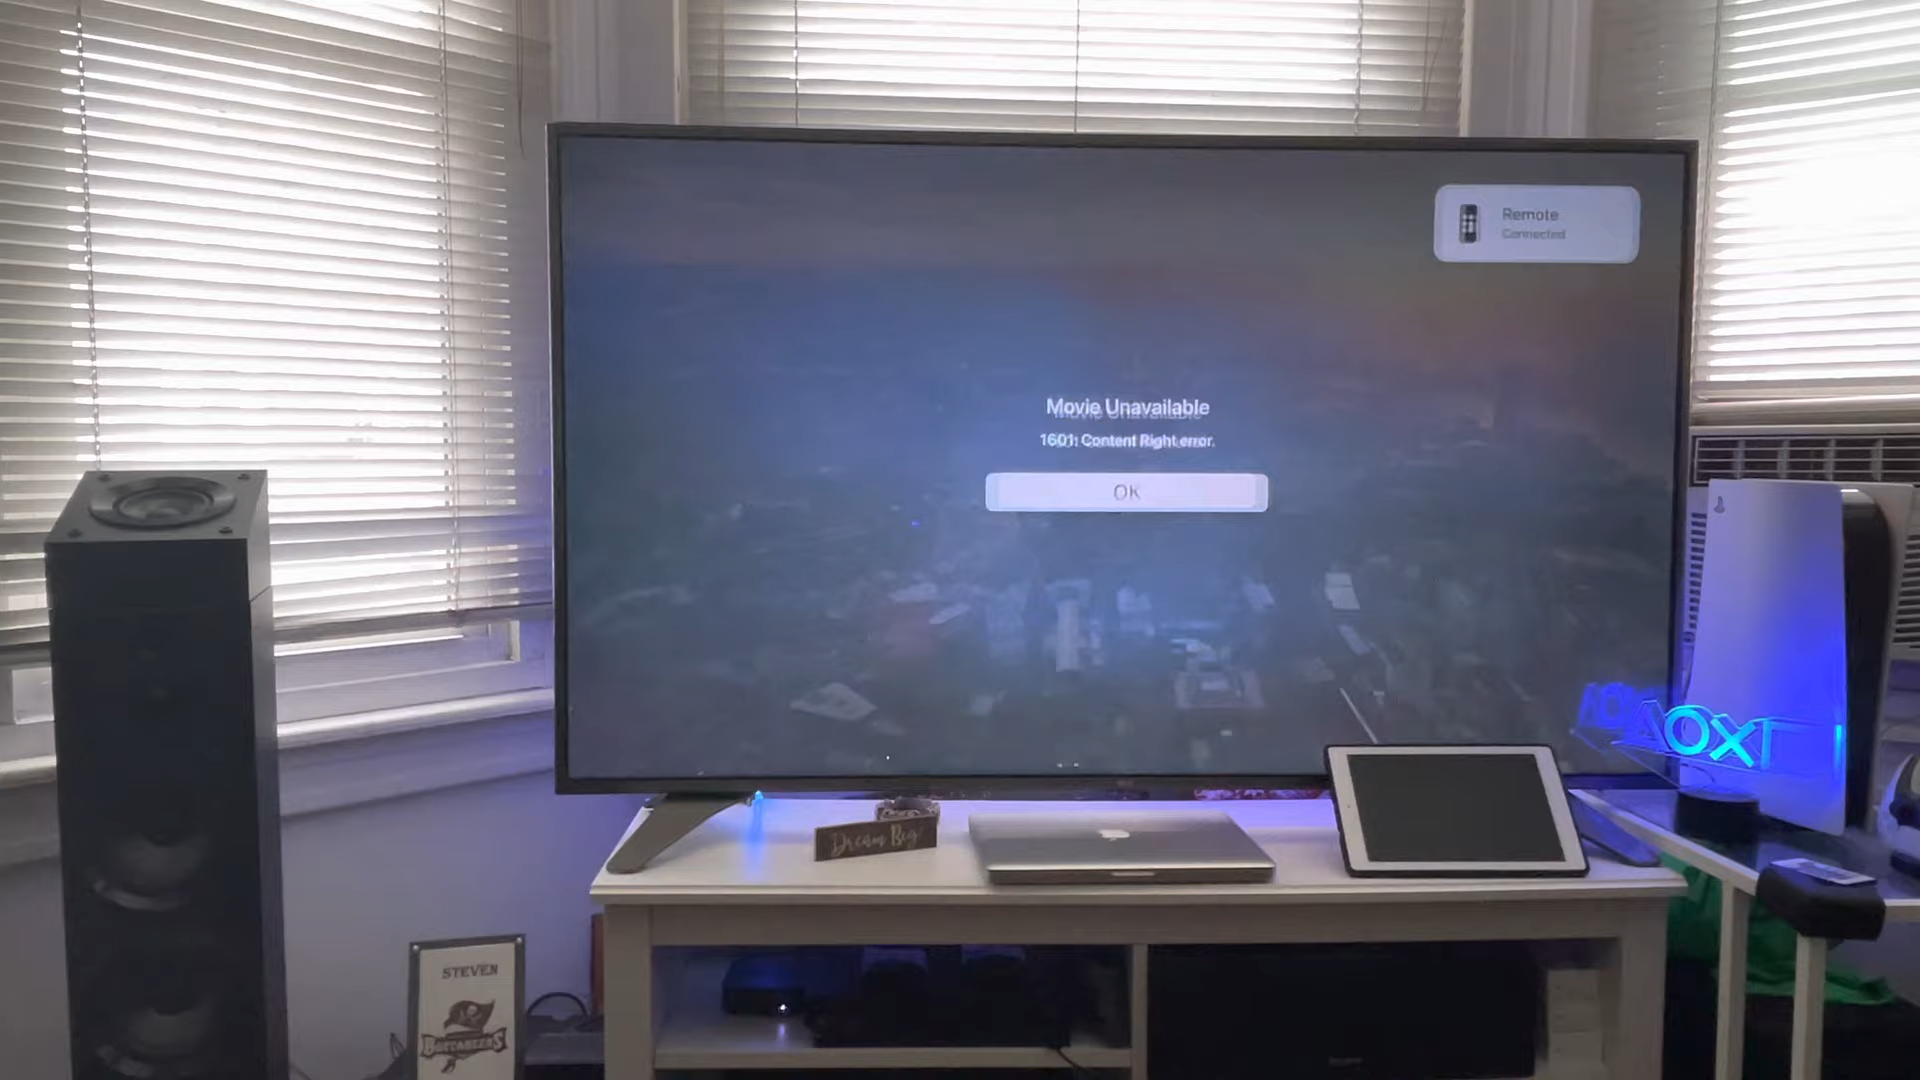 Remote
Connected
Movie Unavailable
1601: Content Right error.
OK
Dream Big
STEVEN
BUCCANEERS